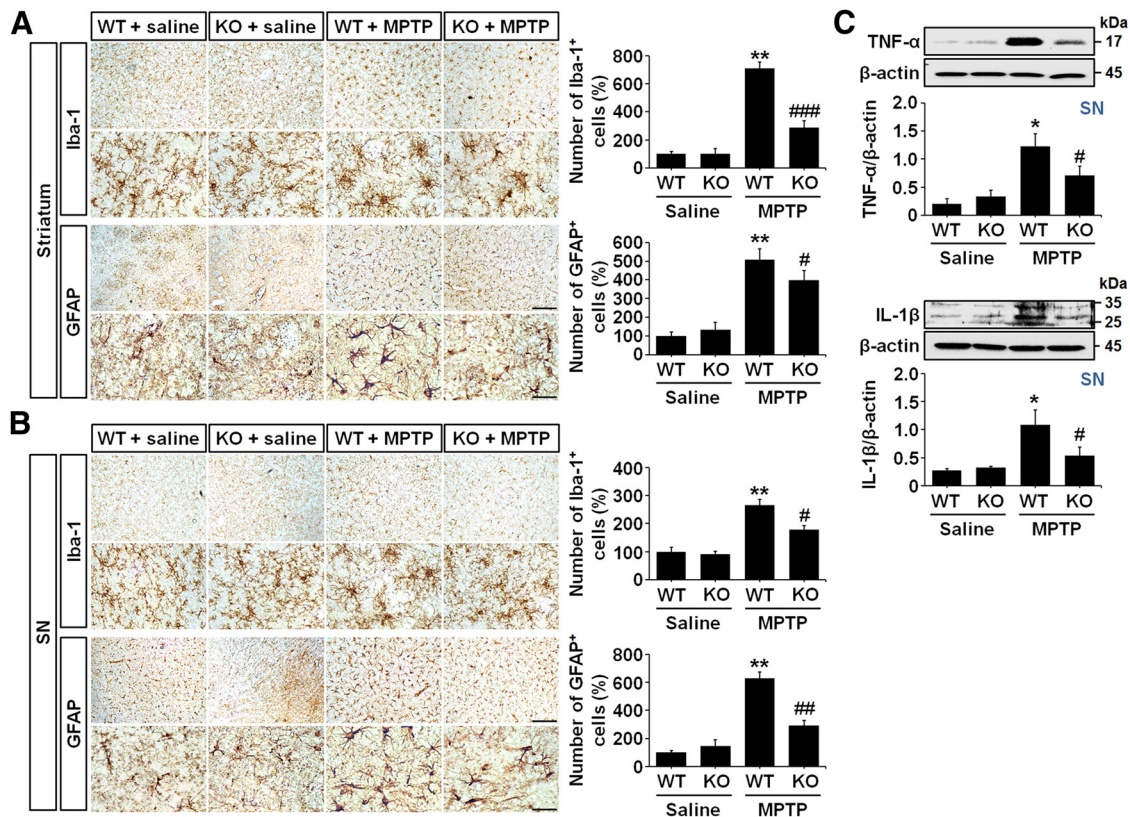 A
WT + saline
KO + saline
WT + MPTP
KO + MPTP
Striatum
Iba-1
GFAP
Number of Iba-1+
cells (%)
800
600
400
200
0
**
###
WT
KO
WT
KO
Saline
MPTP
Number of GFAP+
cells (%)
600
500
400
300
200
100
0
**
#
WT
KO
WT
KO
Saline
MPTP
B
WT + saline
KO + saline
WT + MPTP
KO + MPTP
SN
Iba-1
GFAP
Number of Iba-1+
cells (%)
400
300
200
100
0
**
#
WT
KO
WT
KO
Saline
MPTP
Number of GFAP+
cells (%)
800
600
400
200
0
**
##
WT
KO
WT
KO
Saline
MPTP
C
kDa
TNF-α
17
β-actin
45
SN
TNF-α/β-actin
2.0
1.5
1.0
0.5
0
*
#
WT
KO
WT
KO
Saline
MPTP
kDa
IL-1β
35
25
β-actin
45
SN
IL-1β/β-actin
2.0
1.5
1.0
0.5
0
*
#
WT
KO
WT
KO
Saline
MPTP